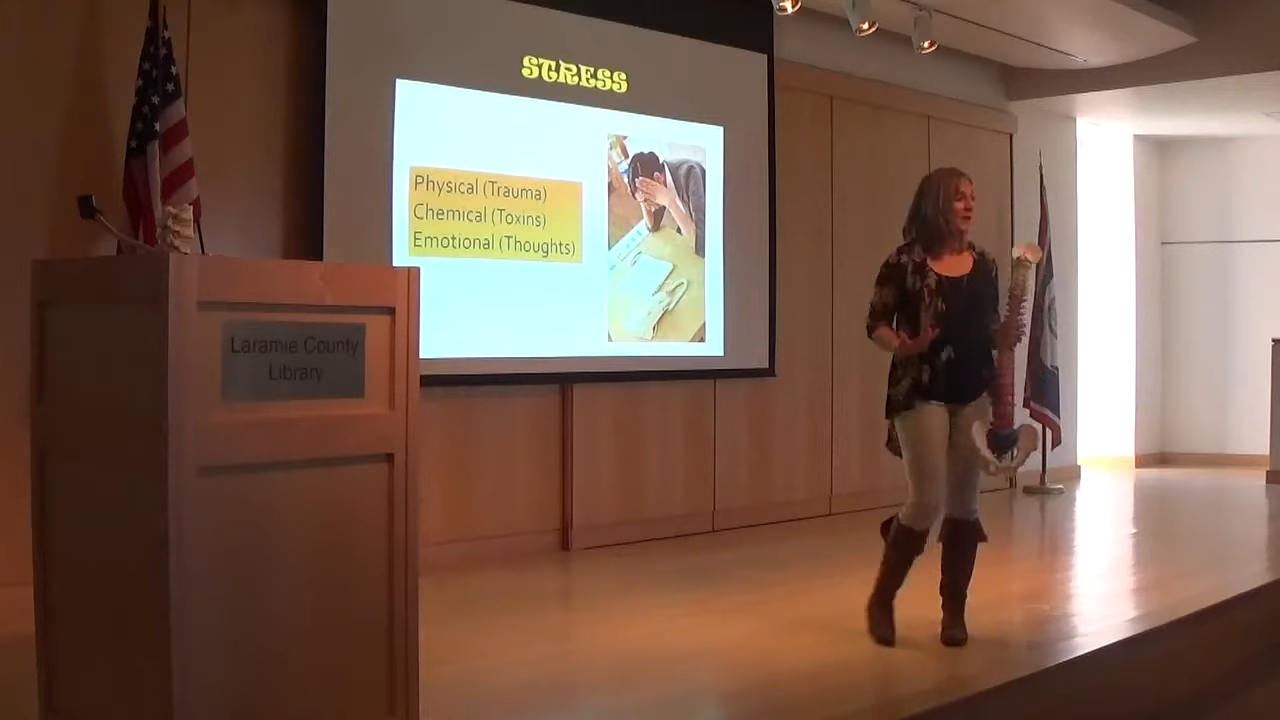 STRESS
Physical (Trauma)
Chemical (Toxins)
Emotional (Thoughts)
Laramie County
Library